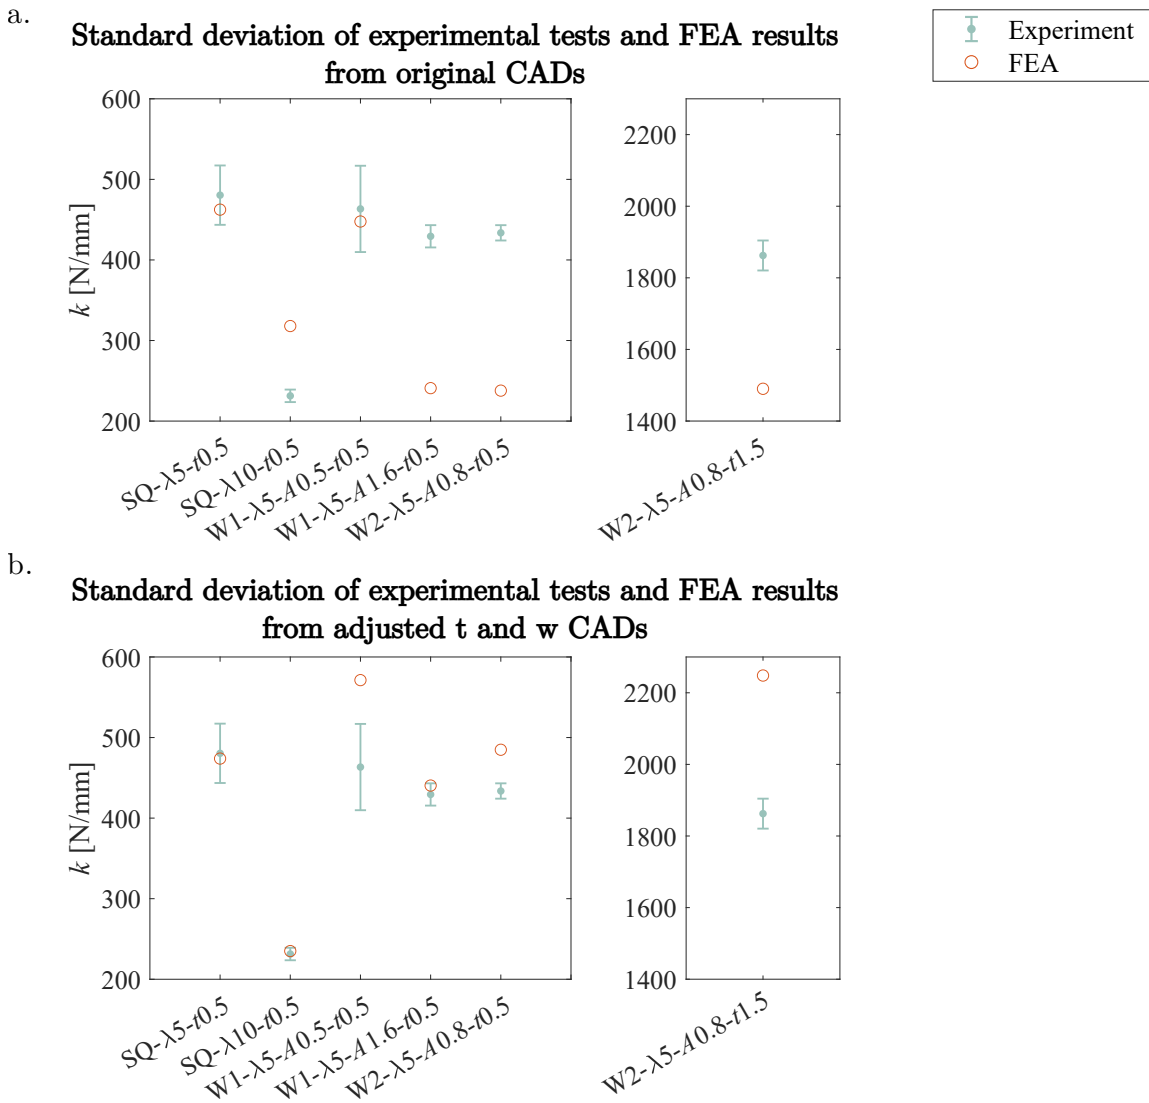 a.
Standard deviation of experimental tests and FEA results
from original CADs
Experiment
FEA
600
500
400
300
200
k [N/mm]
2200
2000
1800
1600
1400
SQ-λ5-t0.5
SQ-λ10-t0.5
W1-λ5-A0.5-t0.5
W1-λ5-A1.6-t0.5
W2-λ5-A0.8-t0.5
W2-λ5-A0.8-t1.5
b.
Standard deviation of experimental tests and FEA results
from adjusted t and w CADs
600
500
400
300
200
k [N/mm]
2200
2000
1800
1600
1400
SQ-λ5-t0.5
SQ-λ10-t0.5
W1-λ5-A0.5-t0.5
W1-λ5-A1.6-t0.5
W2-λ5-A0.8-t0.5
W2-λ5-A0.8-t1.5